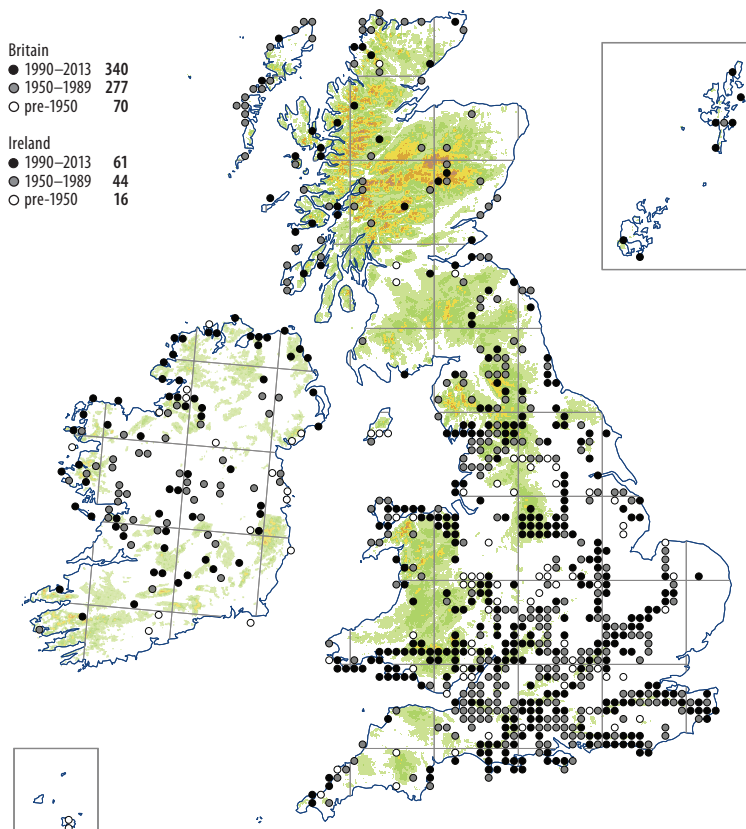 Britain
1990–2013 340
1950–1989 277
pre-1950 70
Ireland
1990–2013 61
1950–1989 44
pre-1950 16